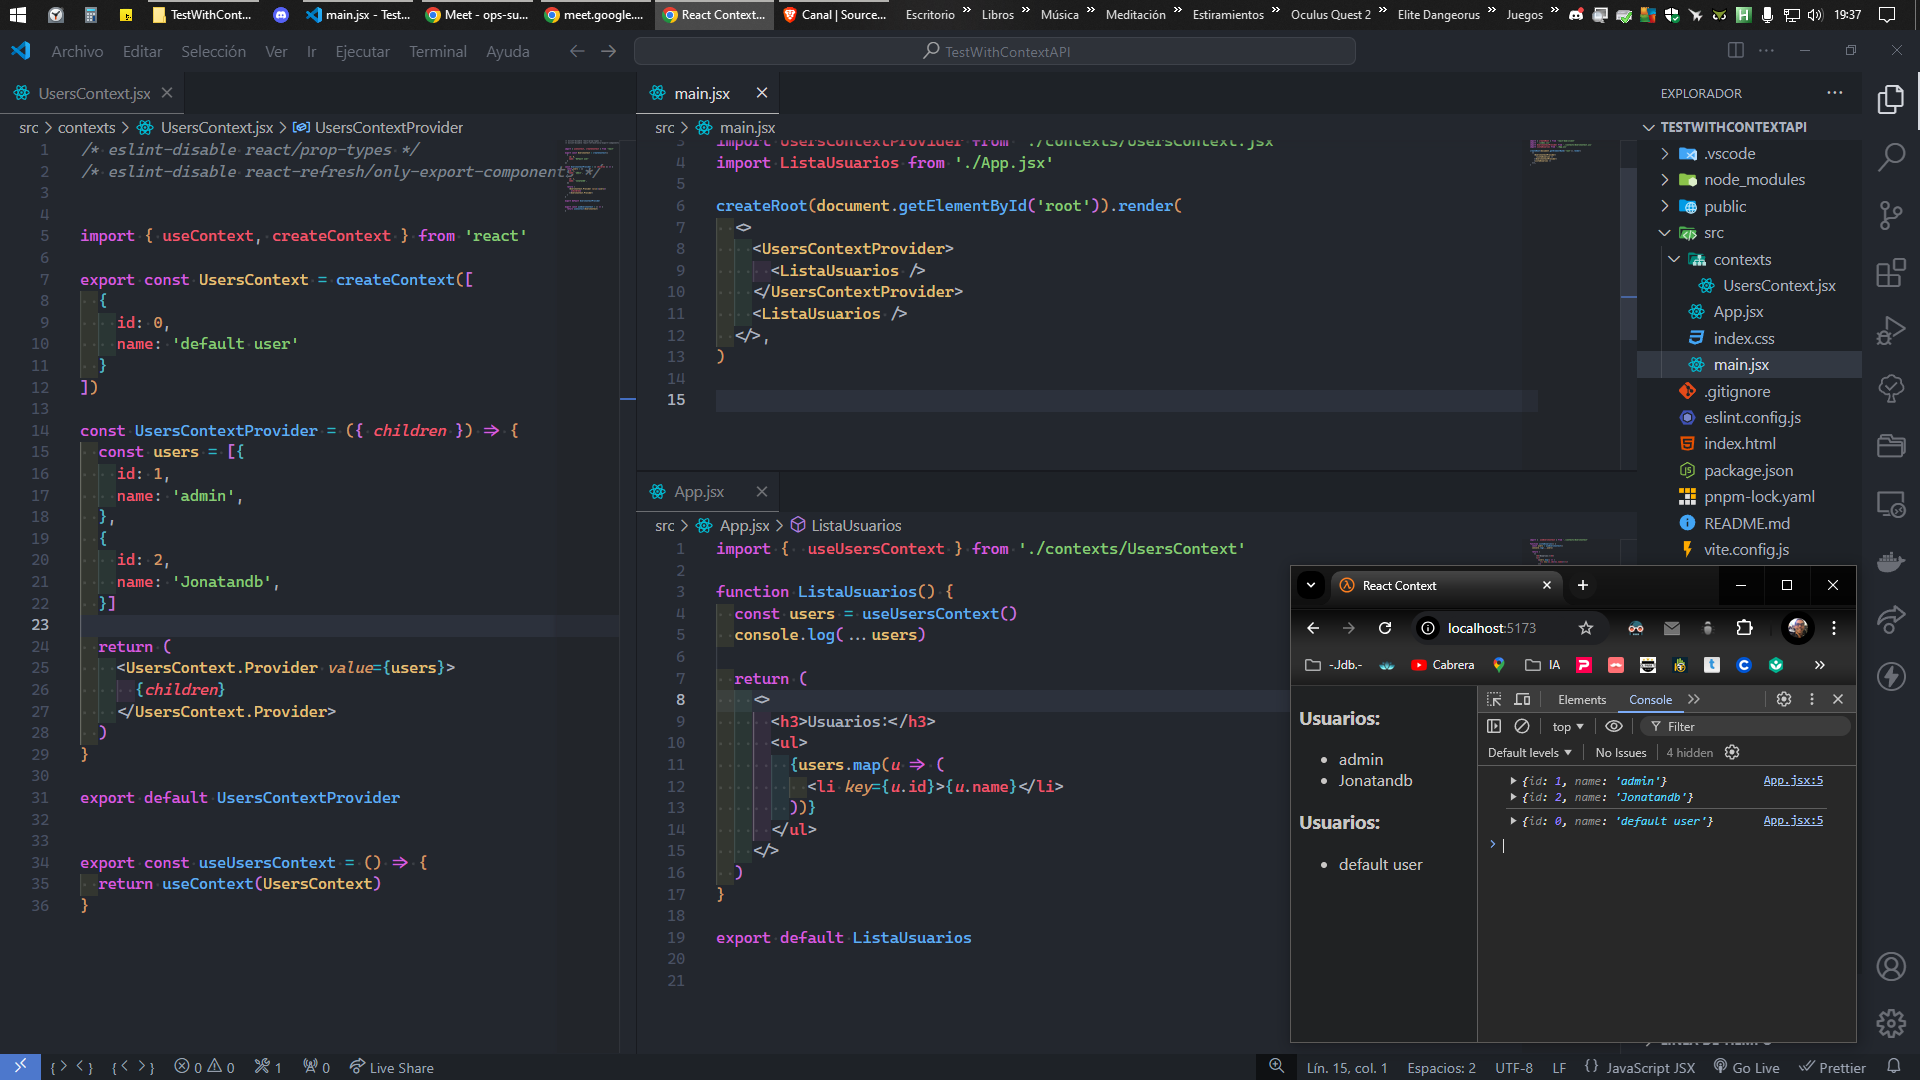 TestWithCont...
main.jsx - Test...
Meet - ops-su...
meet.google....
React Context...
Canal | Source...
Escritorio »
Libros »
Música »
Meditación »
Estiramientos »
Oculus Quest 2 »
Elite Dangeorus »
Juegos »
19:37
Archivo Editar Selección Ver Ir Ejecutar Terminal Ayuda
TestWithContextAPI
UsersContext.jsx
src > contexts > UsersContext.jsx > UsersContextProvider
1 /* eslint-disable react/prop-types */
2 /* eslint-disable react-refresh/only-export-components */
3
4
5 import { useContext, createContext } from 'react'
6
7 export const UsersContext = createContext([
8 {
9 id: 0,
10 name: 'default user'
11 }
12 ])
13
14 const UsersContextProvider = ({ children }) => {
15 const users = [{
16 id: 1,
17 name: 'admin',
18 },
19 {
20 id: 2,
21 name: 'Jonatandb',
22 }]
23
24 return (
25 <UsersContext.Provider value={users}>
26 {children}
27 </UsersContext.Provider>
28 )
29 }
30
31 export default UsersContextProvider
32
33
34 export const useUsersContext = () => {
35 return useContext(UsersContext)
36 }
main.jsx
src > main.jsx
3 import UsersContextProvider from './contexts/UsersContext.jsx'
4 import ListaUsuarios from './App.jsx'
5
6 createRoot(document.getElementById('root')).render(
7 <>
8 <UsersContextProvider>
9 <ListaUsuarios />
10 </UsersContextProvider>
11 <ListaUsuarios />
12 </>,
13 )
14
15
App.jsx
src > App.jsx > ListaUsuarios
1 import { useUsersContext } from './contexts/UsersContext'
2
3 function ListaUsuarios() {
4 const users = useUsersContext()
5 console.log(...users)
6
7 return (
8 <>
9 <h3>Usuarios:</h3>
10 <ul>
11 {users.map(u => (
12 <li key={u.id}>{u.name}</li>
13 ))}
14 </ul>
15 </>
16 )
17 }
18
19 export default ListaUsuarios
20
21
EXPLORADOR
TESTWITHCONTEXTAPI
.vscode
node_modules
public
src
contexts
UsersContext.jsx
App.jsx
index.css
main.jsx
.gitignore
eslint.config.js
index.html
package.json
pnpm-lock.yaml
README.md
vite.config.js
React Context
localhost:5173
-.Jdb.-
Cabrera
IA
»
Usuarios:
• admin
• Jonatandb
Usuarios:
• default user
Elements Console »
top Filter
Default levels No Issues 4 hidden
{id: 1, name: 'admin'} App.jsx:5
{id: 2, name: 'Jonatandb'}
{id: 0, name: 'default user'} App.jsx:5
>
0 0 1 0 Live Share
Lín. 15, col. 1 Espacios: 2 UTF-8 LF { } JavaScript JSX Go Live Prettier